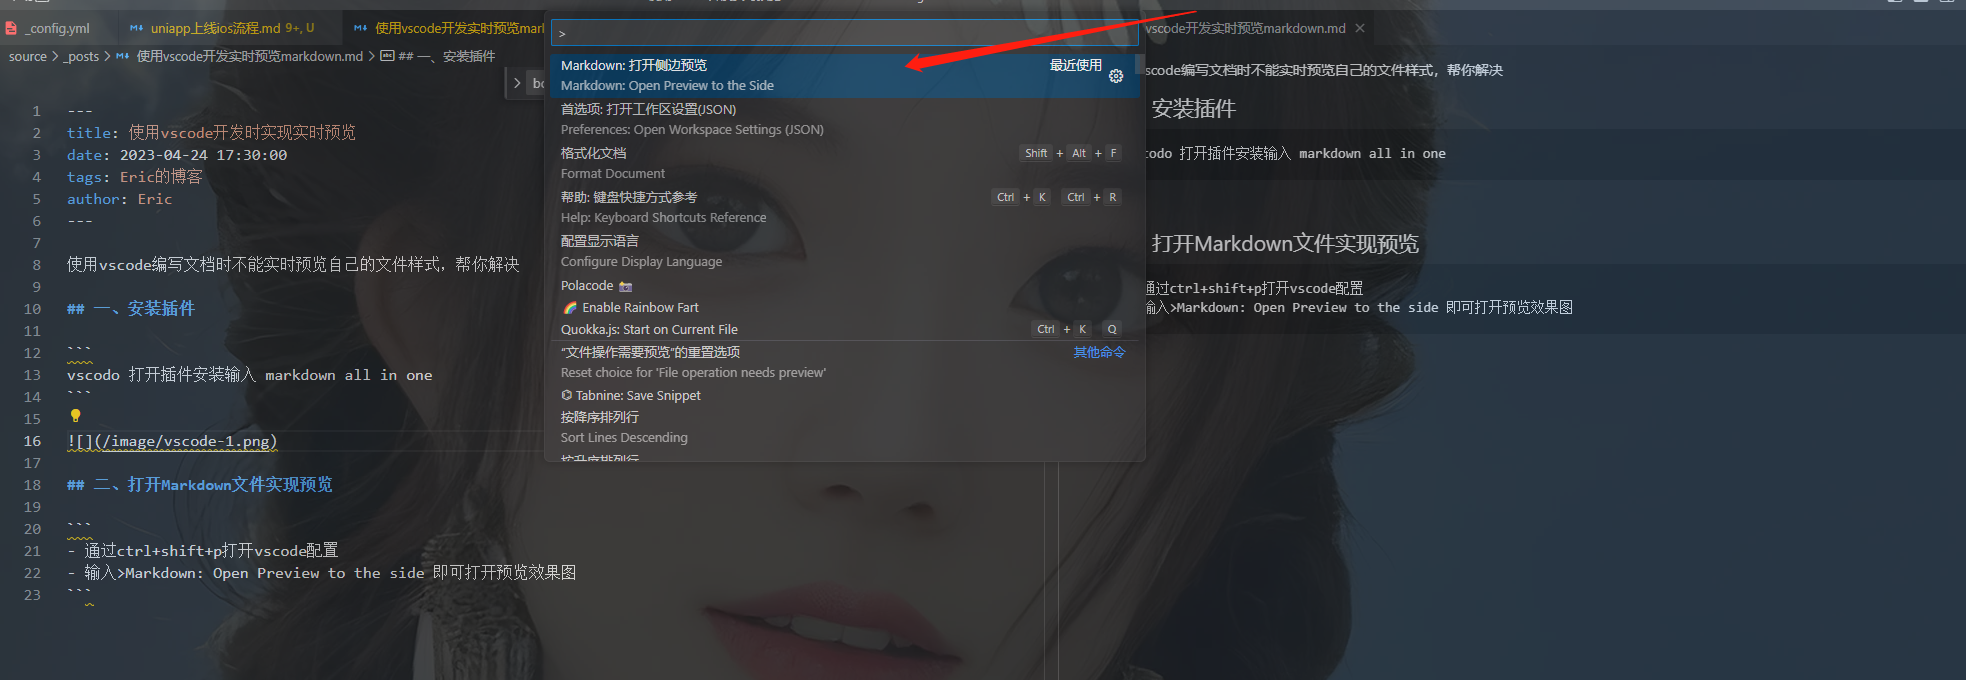 _config.yml
uniapp上线ios流程.md 9+, U
使用vscode开发实时预览mar
vscode开发实时预览markdown.md
source > _posts > 使用vscode开发实时预览markdown.md > ## 一、安装插件
>
Markdown: 打开侧边预览 最近使用
Markdown: Open Preview to the Side
首选项: 打开工作区设置(JSON)
Preferences: Open Workspace Settings (JSON)
格式化文档 Shift + Alt + F
Format Document
帮助: 键盘快捷方式参考 Ctrl + K Ctrl + R
Help: Keyboard Shortcuts Reference
配置显示语言
Configure Display Language
Polacode 📸
🌈 Enable Rainbow Fart
Quokka.js: Start on Current File Ctrl + K Q
"文件操作需要预览"的重置选项 其他命令
Reset choice for 'File operation needs preview'
Tabnine: Save Snippet
按降序排列行
Sort Lines Descending
按升序排列行
1 ---
2 title: 使用vscode开发时实现实时预览
3 date: 2023-04-24 17:30:00
4 tags: Eric的博客
5 author: Eric
6 ---
7
8 使用vscode编写文档时不能实时预览自己的文件样式，帮你解决
9
10 ## 一、安装插件
11
12 ```
13 vscodo 打开插件安装输入 markdown all in one
14 ```
15
16 ![](/image/vscode-1.png)
17
18 ## 二、打开Markdown文件实现预览
19
20 ```
21 - 通过ctrl+shift+p打开vscode配置
22 - 输入>Markdown: Open Preview to the side 即可打开预览效果图
23 ```
scode编写文档时不能实时预览自己的文件样式，帮你解决
安装插件
codo 打开插件安装输入 markdown all in one
打开Markdown文件实现预览
通过ctrl+shift+p打开vscode配置
输入>Markdown: Open Preview to the side 即可打开预览效果图